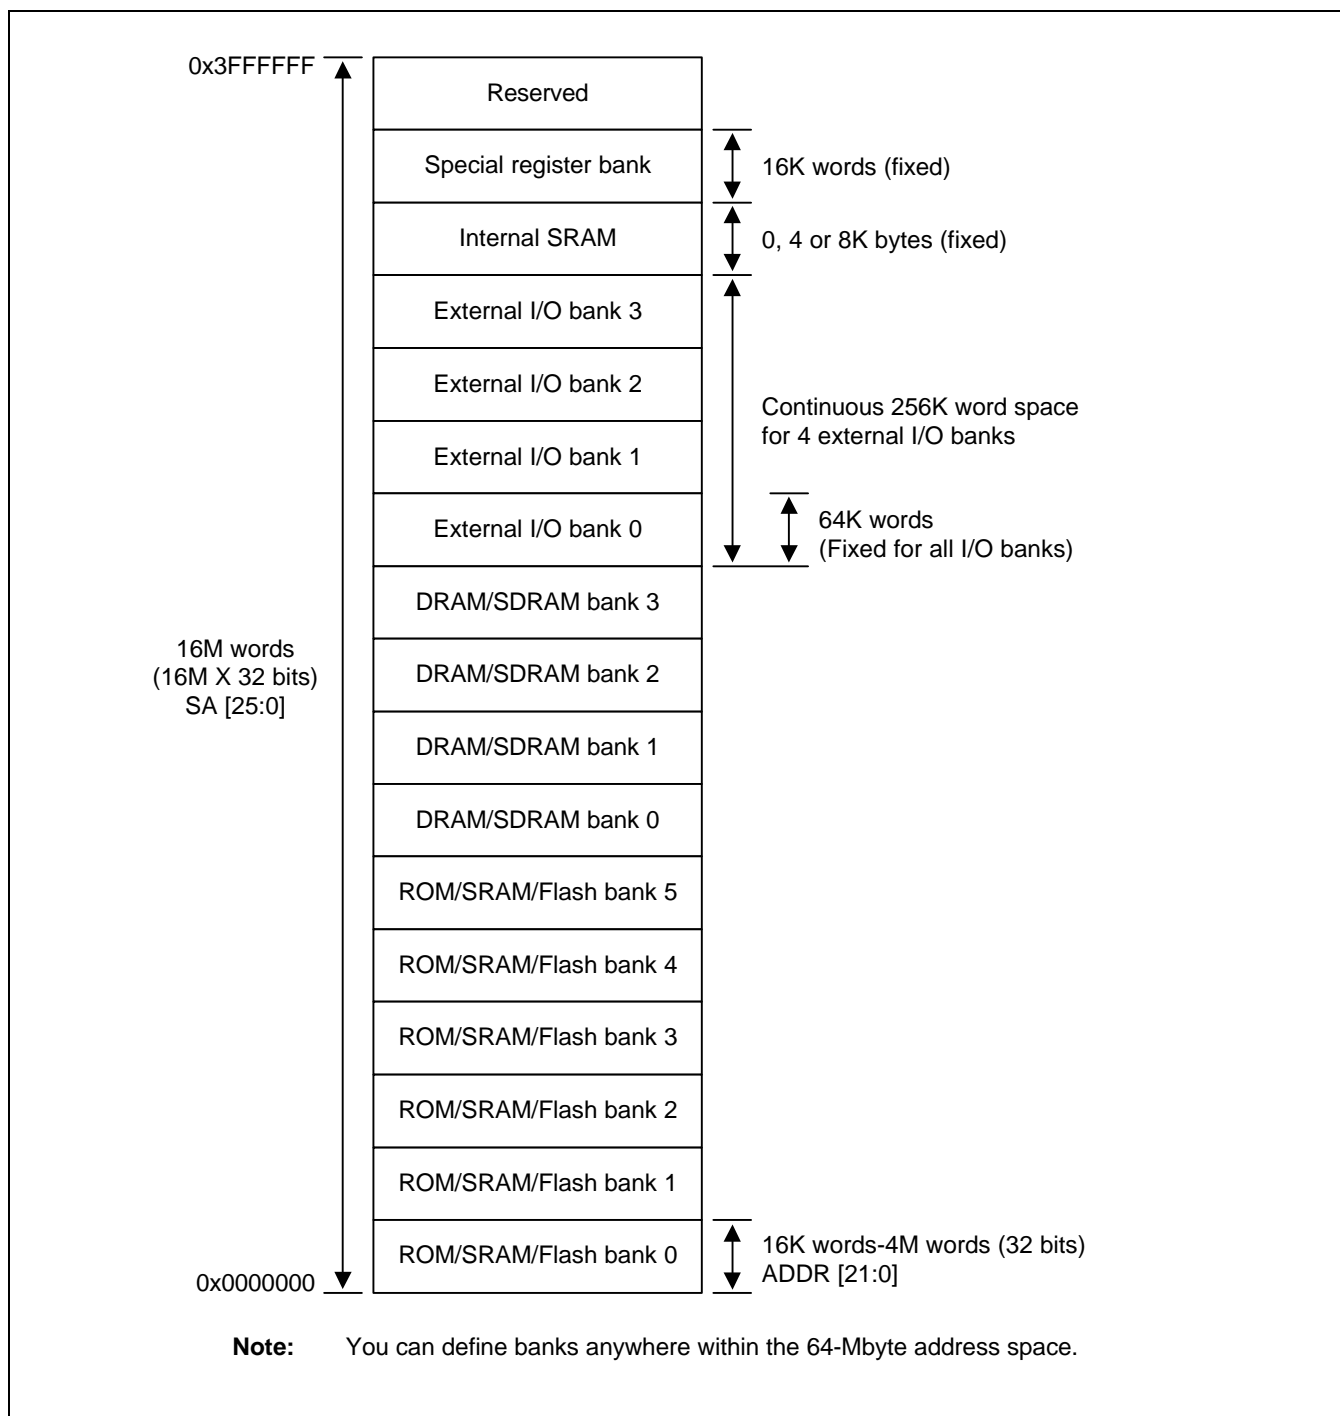 0x3FFFFFF
Reserved
Special register bank
16K words (fixed)
Internal SRAM
0, 4 or 8K bytes (fixed)
External I/O bank 3
External I/O bank 2
Continuous 256K word space
for 4 external I/O banks
External I/O bank 1
External I/O bank 0
64K words
(Fixed for all I/O banks)
DRAM/SDRAM bank 3
16M words
(16M X 32 bits)
SA [25:0]
DRAM/SDRAM bank 2
DRAM/SDRAM bank 1
DRAM/SDRAM bank 0
ROM/SRAM/Flash bank 5
ROM/SRAM/Flash bank 4
ROM/SRAM/Flash bank 3
ROM/SRAM/Flash bank 2
ROM/SRAM/Flash bank 1
ROM/SRAM/Flash bank 0
16K words-4M words (32 bits)
ADDR [21:0]
0x0000000
Note: You can define banks anywhere within the 64-Mbyte address space.